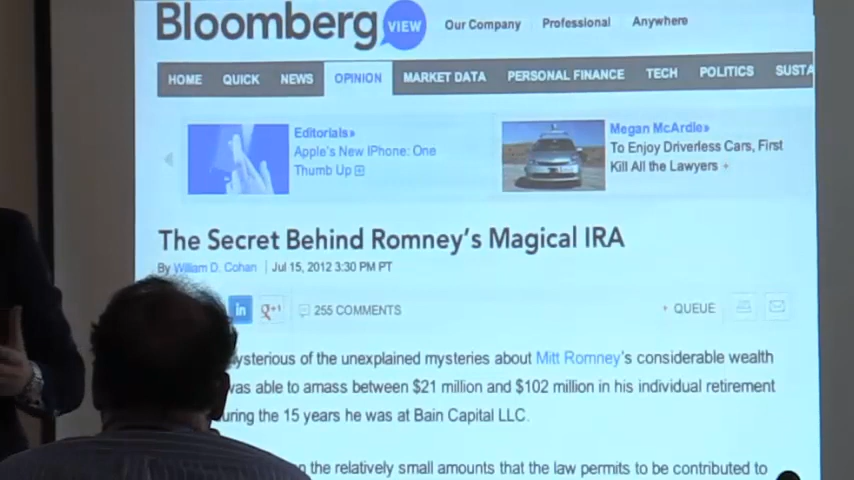 Bloomberg VIEW Our Company Professional Anywhere
HOME QUICK NEWS OPINION MARKET DATA PERSONAL FINANCE TECH POLITICS SUSTA
Editorials»
Apple's New IPhone: One
Thumb Up
Megan McArdle»
To Enjoy Driverless Cars, First
Kill All the Lawyers +
The Secret Behind Romney's Magical IRA
By William D. Cohan | Jul 15, 2012 3:30 PM PT
in g+1 255 COMMENTS + QUEUE
ysterious of the unexplained mysteries about Mitt Romney's considerable wealth
was able to amass between $21 million and $102 million in his individual retirement
uring the 15 years he was at Bain Capital LLC.
the relatively small amounts that the law permits to be contributed to